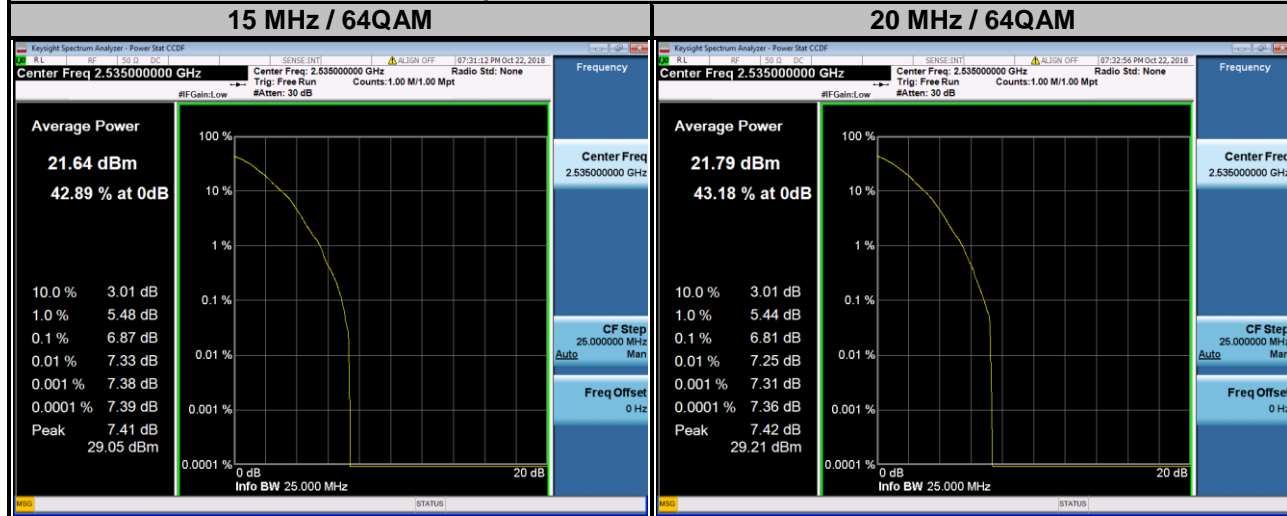 15 MHz / 64QAM
Keysight Spectrum Analyzer - Power Stat CCDF
RL RF 50 Ω DC SENSE:INT ALIGN OFF 07:31:12 PM Oct 22, 2018
Center Freq 2.535000000 GHz
Center Freq: 2.535000000 GHz Radio Std: None
Trig: Free Run Counts:1.00 M/1.00 Mpt
#IFGain:Low #Atten: 30 dB
Frequency
Average Power
21.64 dBm
42.89 % at 0dB
10.0 % 3.01 dB
1.0 % 5.48 dB
0.1 % 6.87 dB
0.01 % 7.33 dB
0.001 % 7.38 dB
0.0001 % 7.39 dB
Peak 7.41 dB
29.05 dBm
100 %
10 %
1 %
0.1 %
0.01 %
0.001 %
0.0001 %
0 dB 20 dB
Info BW 25.000 MHz
Center Freq
2.535000000 GHz
CF Step
25.000000 MHz
Auto Man
Freq Offset
0 Hz
MSG STATUS
20 MHz / 64QAM
Keysight Spectrum Analyzer - Power Stat CCDF
RL RF 50 Ω DC SENSE:INT ALIGN OFF 07:32:56 PM Oct 22, 2018
Center Freq 2.535000000 GHz
Center Freq: 2.535000000 GHz Radio Std: None
Trig: Free Run Counts:1.00 M/1.00 Mpt
#IFGain:Low #Atten: 30 dB
Frequency
Average Power
21.79 dBm
43.18 % at 0dB
10.0 % 3.01 dB
1.0 % 5.44 dB
0.1 % 6.81 dB
0.01 % 7.25 dB
0.001 % 7.31 dB
0.0001 % 7.36 dB
Peak 7.42 dB
29.21 dBm
100 %
10 %
1 %
0.1 %
0.01 %
0.001 %
0.0001 %
0 dB 20 dB
Info BW 25.000 MHz
Center Freq
2.535000000 GHz
CF Step
25.000000 MHz
Auto Man
Freq Offset
0 Hz
MSG STATUS